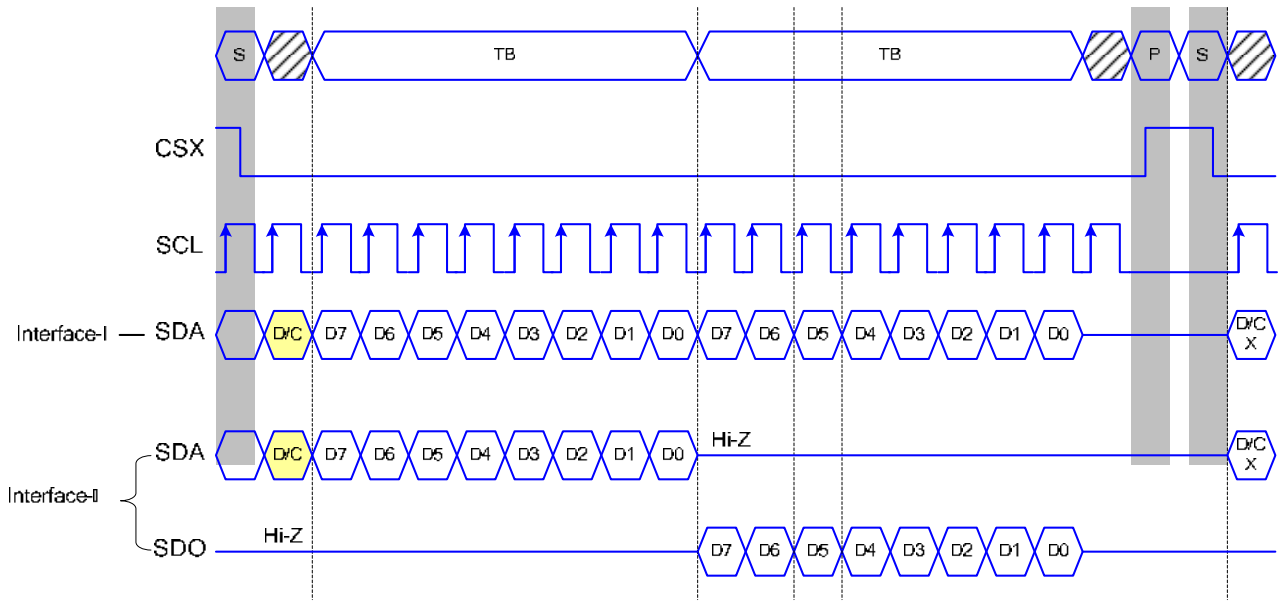 S TB TB P S
CSX
SCL
Interface-I SDA D/C D7 D6 D5 D4 D3 D2 D1 D0 D7 D6 D5 D4 D3 D2 D1 D0 D/C
X
SDA D/C D7 D6 D5 D4 D3 D2 D1 D0 Hi-Z D/C
X
Interface-II
SDO Hi-Z D7 D6 D5 D4 D3 D2 D1 D0